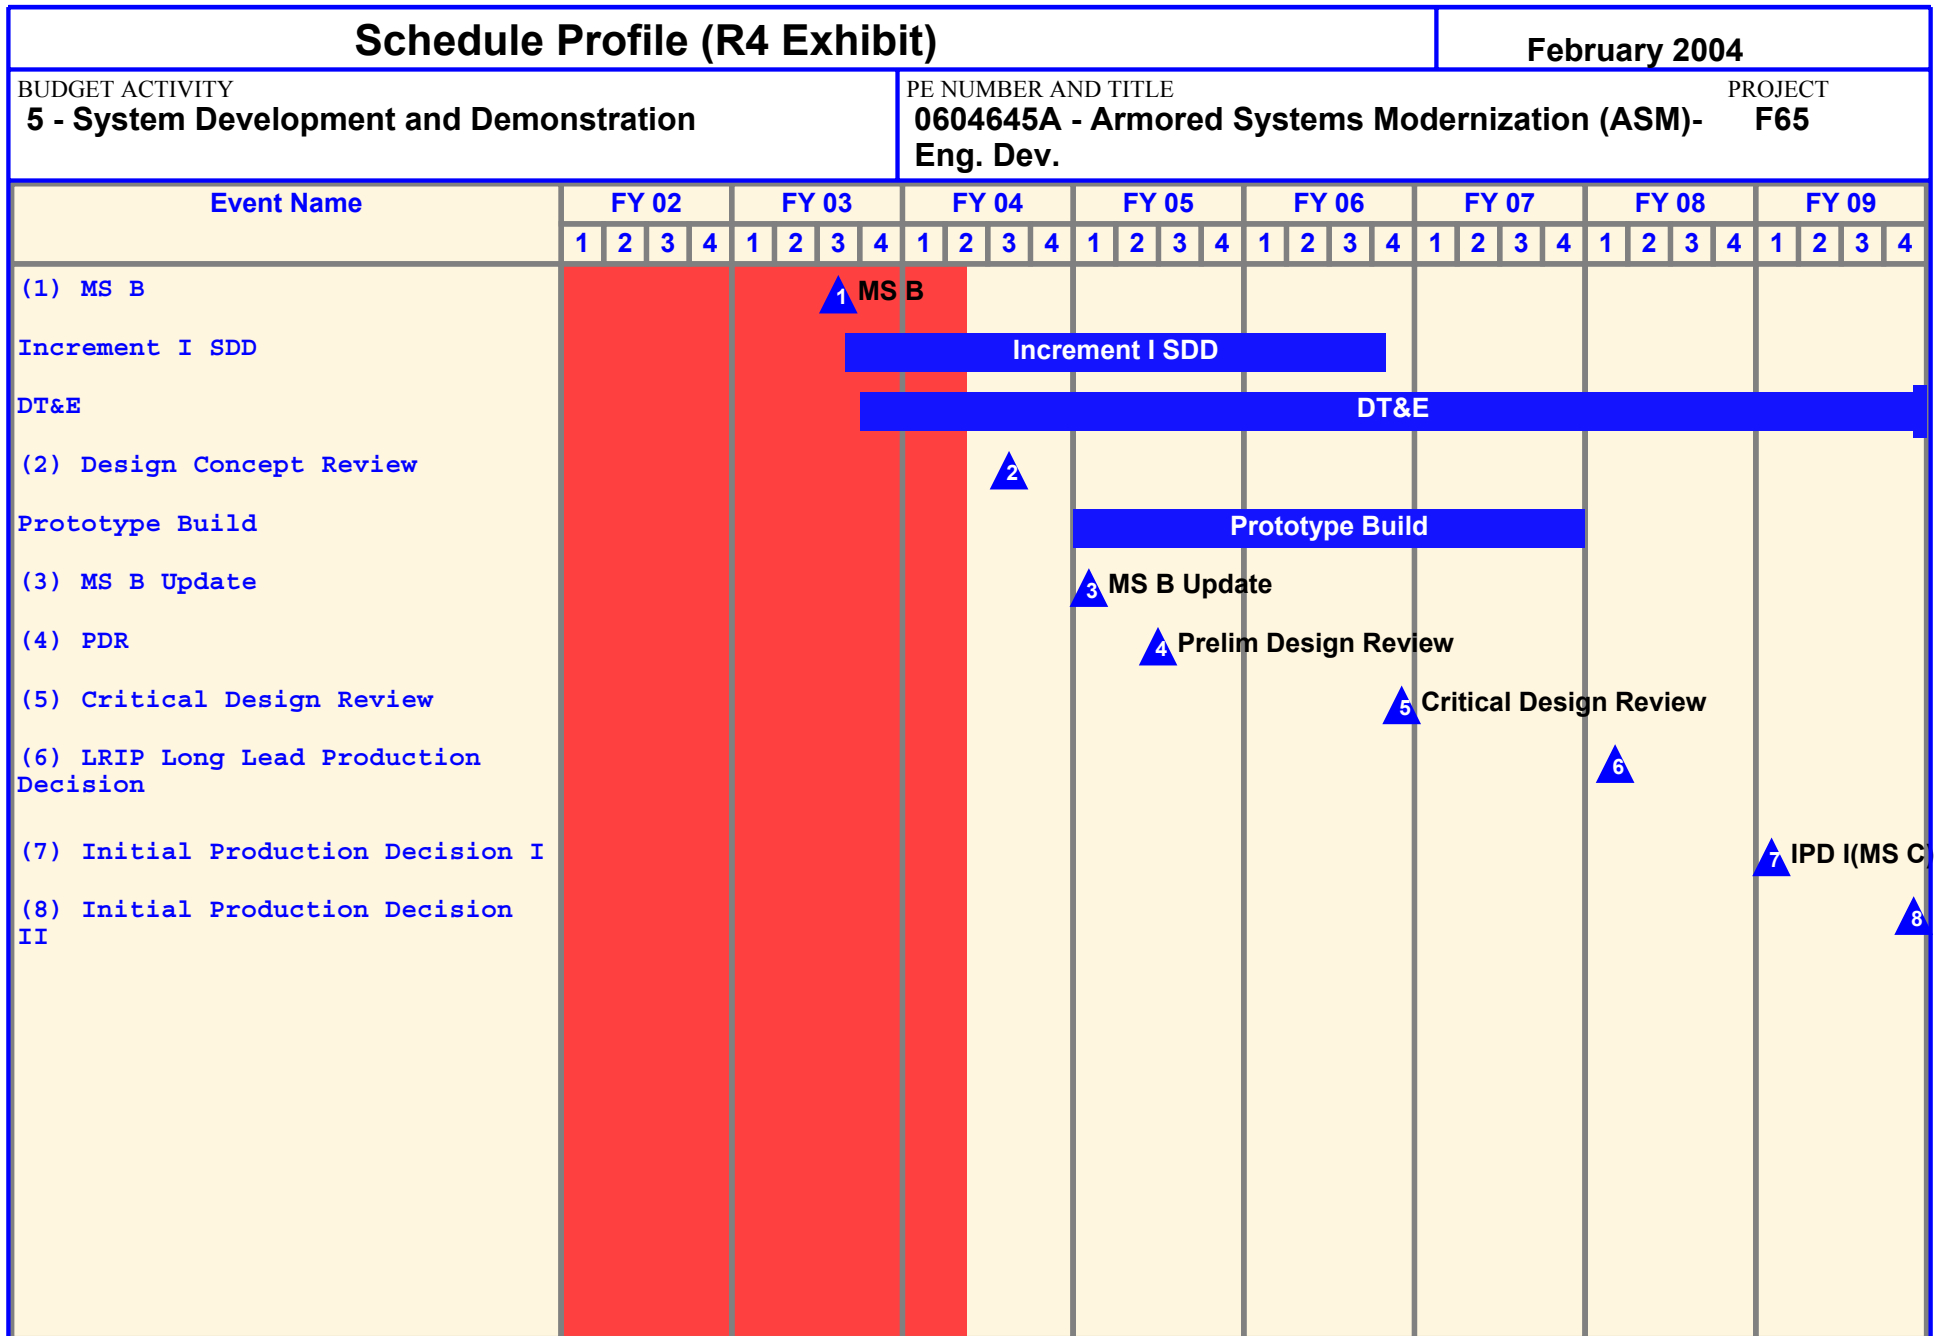 Schedule Profile (R4 Exhibit)
February 2004
BUDGET ACTIVITY
5 - System Development and Demonstration
PE NUMBER AND TITLE
PROJECT
0604645A - Armored Systems Modernization (ASM)-
F65
Eng. Dev.
Event Name
FY 02 FY 03 FY 04 FY 05 FY 06 FY 07 FY 08 FY 09
1 2 3 4 1 2 3 4 1 2 3 4 1 2 3 4 1 2 3 4 1 2 3 4 1 2 3 4 1 2 3 4
(1) MS B
1 MS B
Increment I SDD
Increment I SDD
DT&E
DT&E
(2) Design Concept Review
2
Prototype Build
Prototype Build
(3) MS B Update
3 MS B Update
(4) PDR
4 Prelim Design Review
(5) Critical Design Review
5 Critical Design Review
(6) LRIP Long Lead Production
Decision
6
(7) Initial Production Decision I
7 IPD I(MS C)
(8) Initial Production Decision
II
8